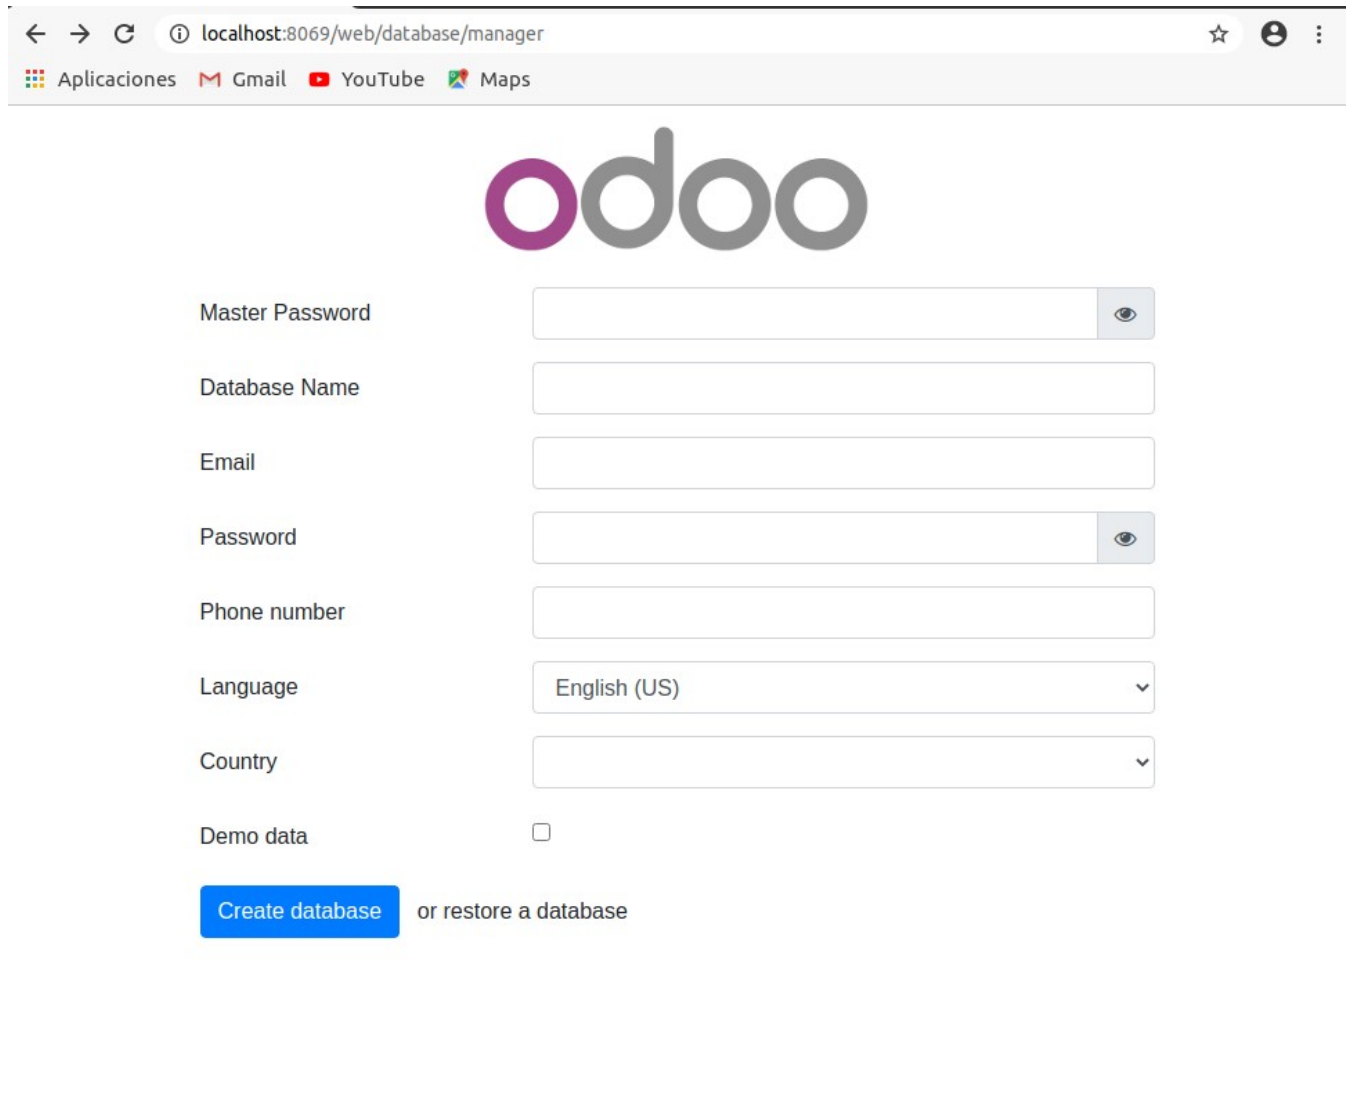 localhost:8069/web/database/manager
Aplicaciones Gmail YouTube Maps
odoo
Master Password
Database Name
Email
Password
Phone number
Language English (US)
Country
Demo data
Create database or restore a database